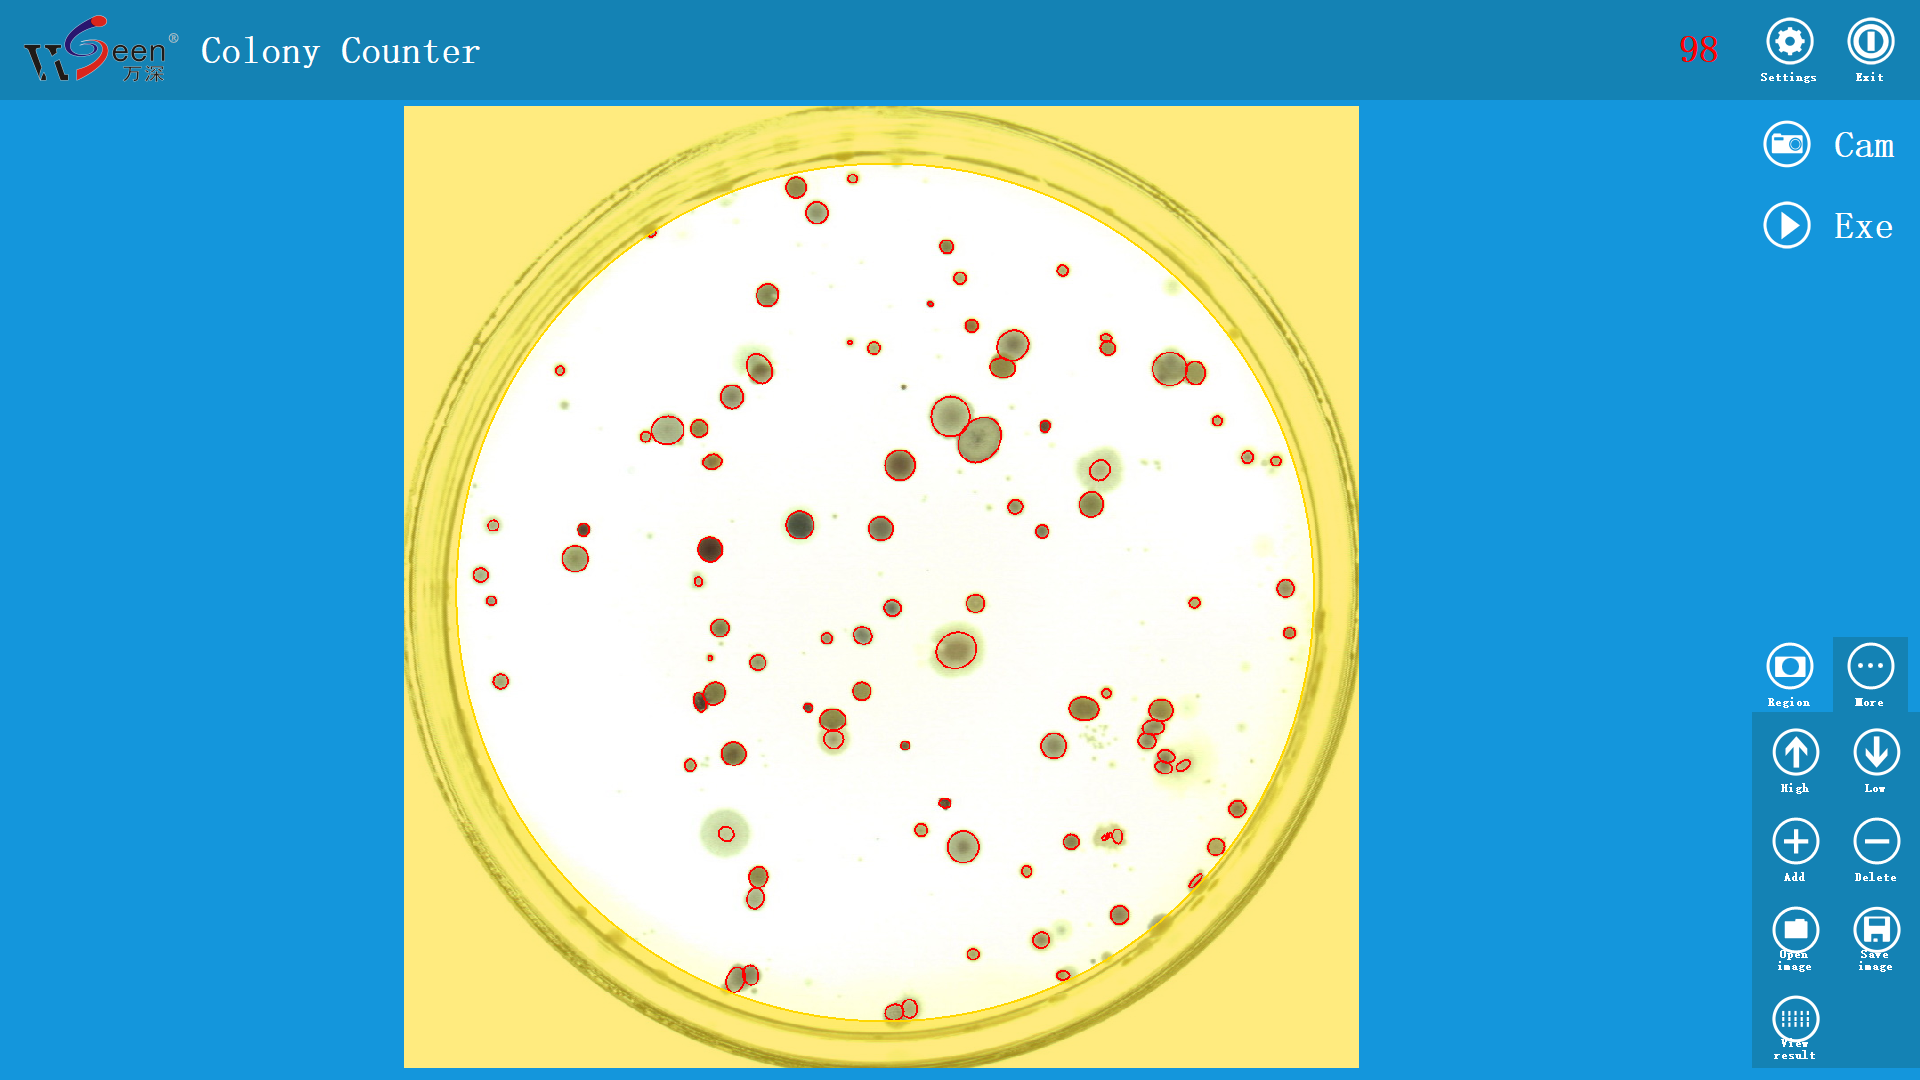 WSeen®
万深
Colony Counter
98
Settings
Exit
Cam
Exe
Region
More
High
Low
Add
Delete
Open
image
Save
image
View
result